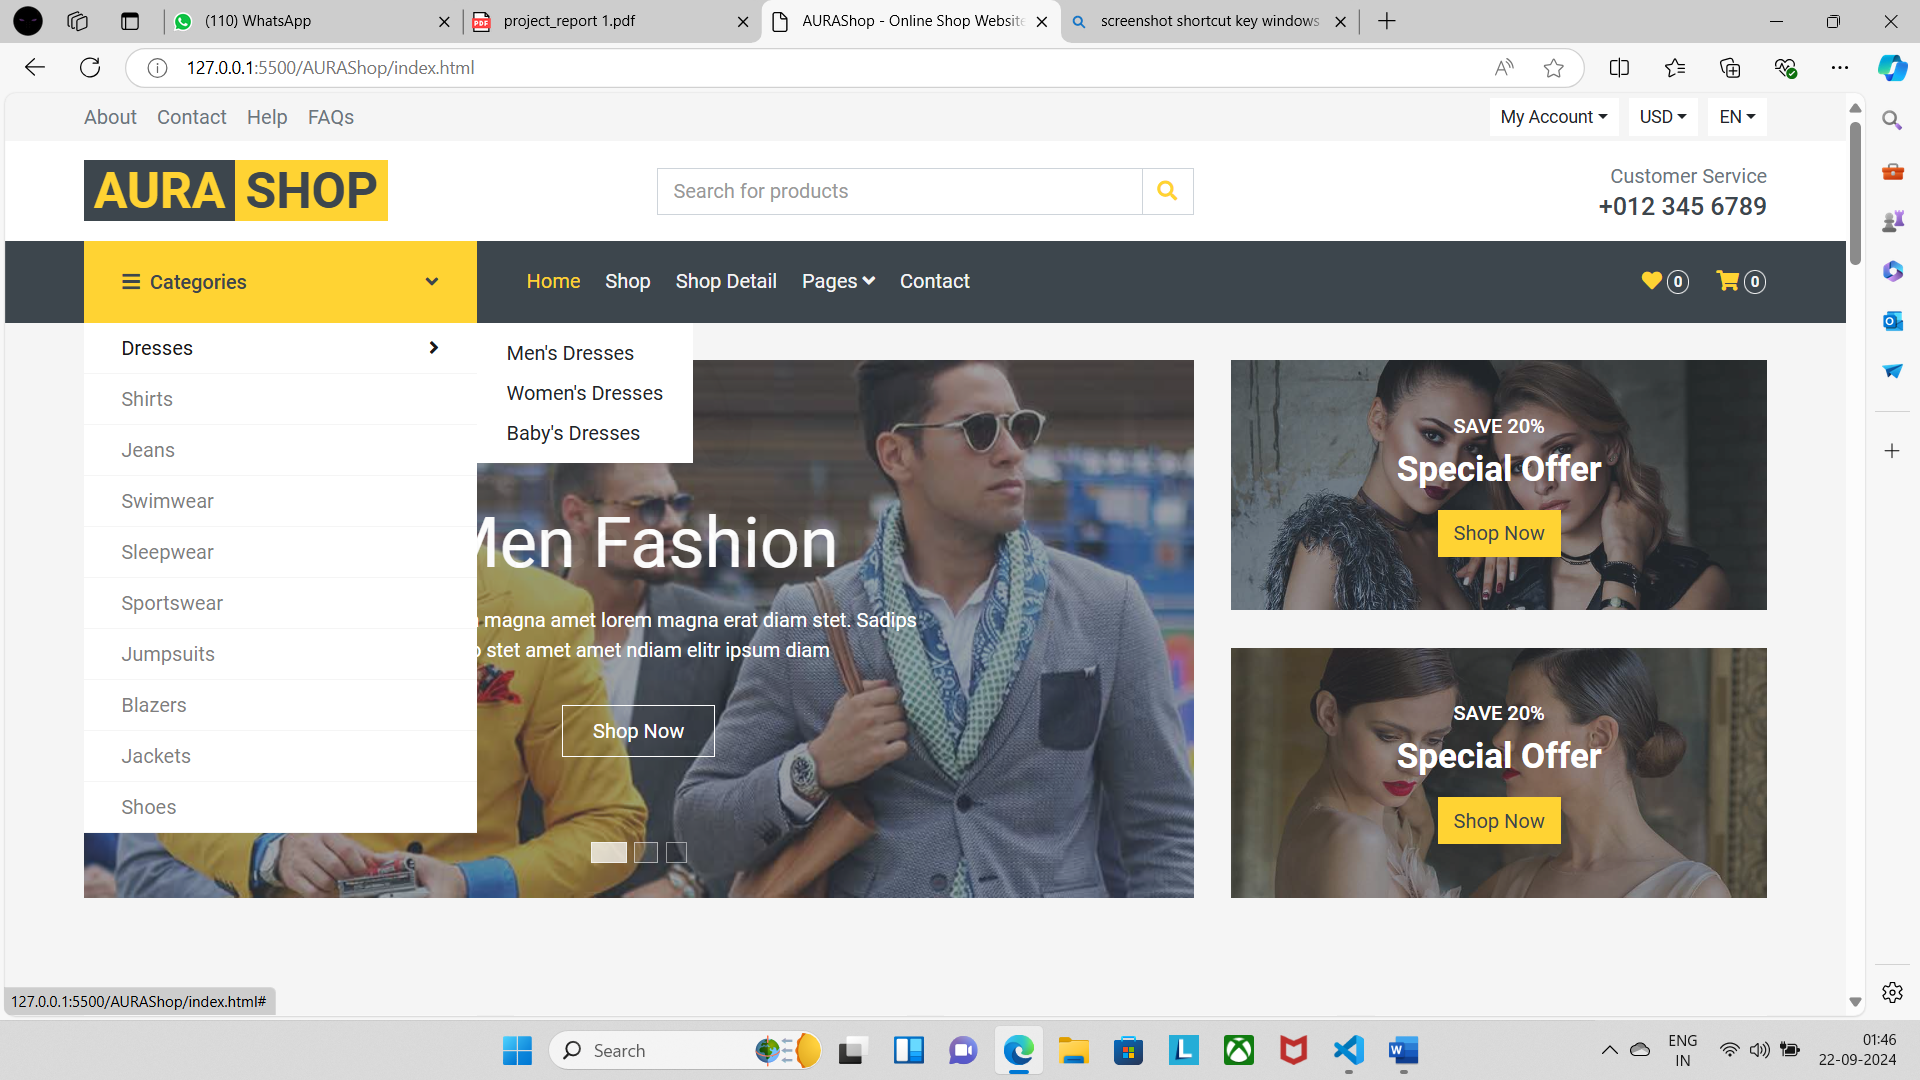 (110) WhatsApp
project_report 1.pdf
AURAShop - Online Shop Website
screenshot shortcut key windows
127.0.0.1:5500/AURAShop/index.html
About Contact Help FAQs
My Account USD EN
AURA SHOP
Search for products
Customer Service
+012 345 6789
Categories
Home Shop Shop Detail Pages Contact
0 0
Dresses
Shirts
Jeans
Swimwear
Sleepwear
Sportswear
Jumpsuits
Blazers
Jackets
Shoes
Men's Dresses
Women's Dresses
Baby's Dresses
Men Fashion
magna amet lorem magna erat diam stet. Sadips
stet amet amet ndiam elitr ipsum diam
Shop Now
SAVE 20%
Special Offer
Shop Now
SAVE 20%
Special Offer
Shop Now
127.0.0.1:5500/AURAShop/index.html#
Search
ENG
IN
01:46
22-09-2024